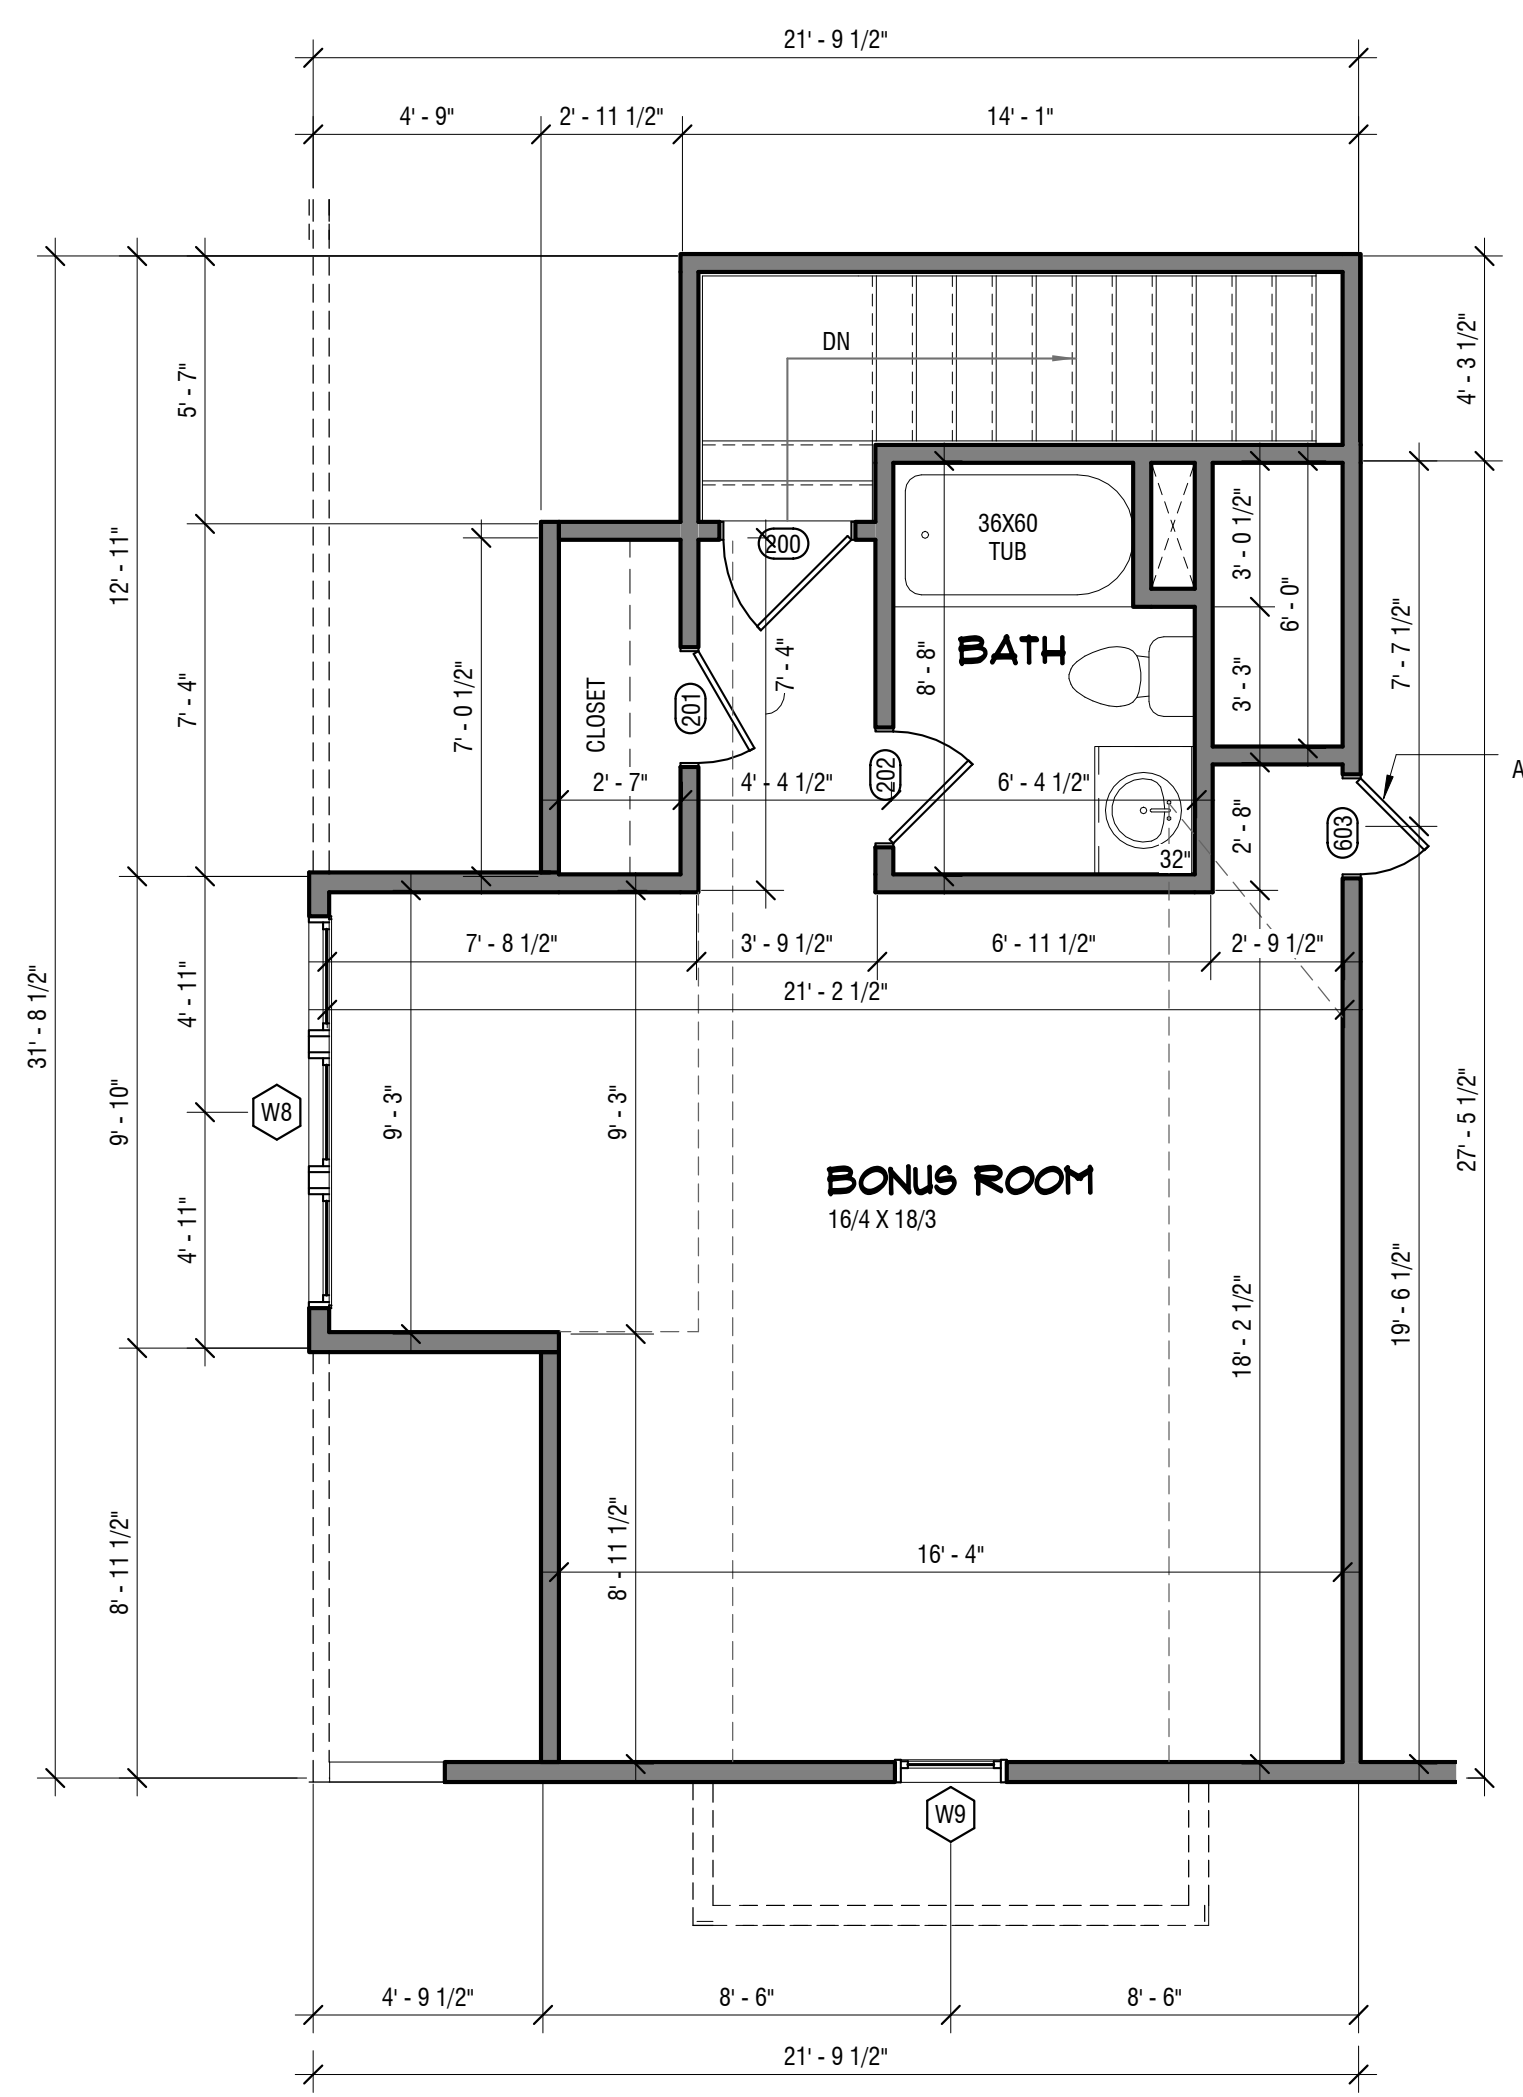 21' - 9 1/2"
4' - 9"
2' - 11 1/2"
14' - 1"
DN
5' - 7"
4' - 3 1/2"
12' - 11"
200
36X60
TUB
3' - 0 1/2"
6' - 0"
7' - 7 1/2"
BATH
7' - 4"
7' - 0 1/2"
CLOSET
201
7' - 4"
8' - 8"
3' - 3"
A
202
2' - 7"
4' - 4 1/2"
6' - 4 1/2"
2' - 8"
603
32"
7' - 8 1/2"
3' - 9 1/2"
6' - 11 1/2"
2' - 9 1/2"
21' - 2 1/2"
31' - 8 1/2"
4' - 11"
9' - 10"
W8
9' - 3"
9' - 3"
27' - 5 1/2"
BONUS ROOM
16/4 X 18/3
4' - 11"
18' - 2 1/2"
19' - 6 1/2"
8' - 11 1/2"
8' - 11 1/2"
16' - 4"
W9
4' - 9 1/2"
8' - 6"
8' - 6"
21' - 9 1/2"